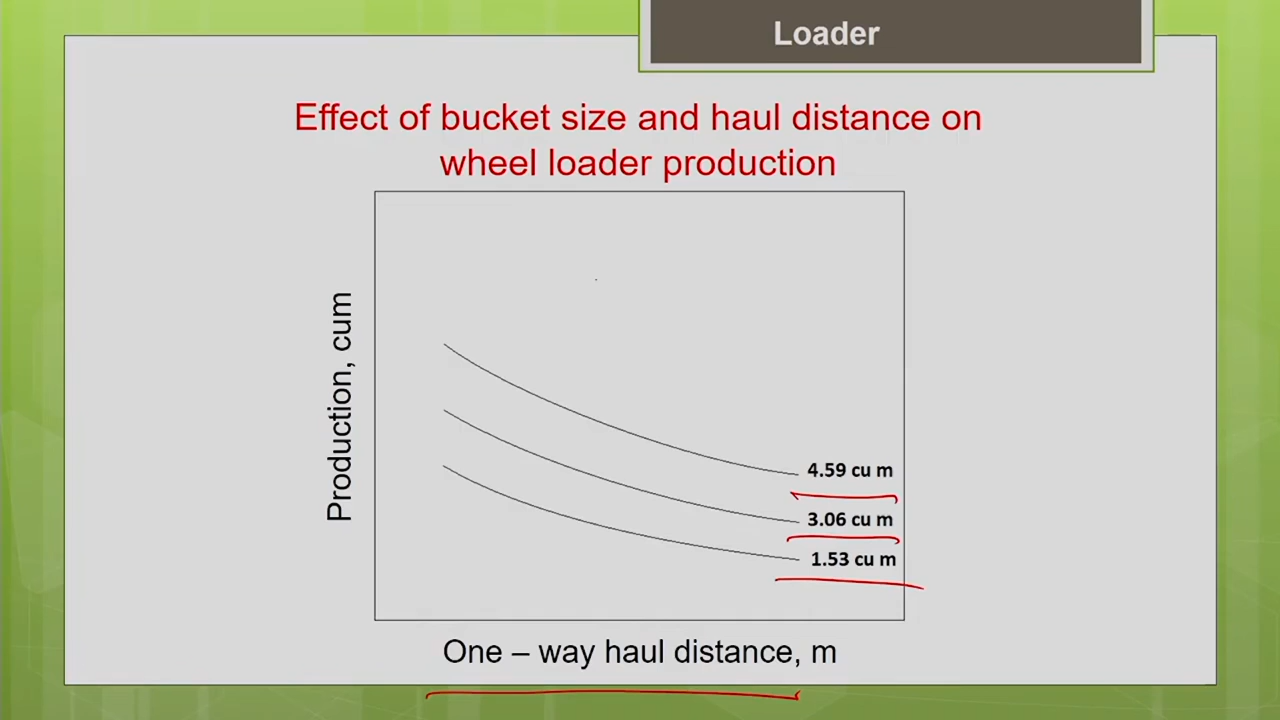 Loader
Effect of bucket size and haul distance on
wheel loader production
Production, cum
4.59 cu m
3.06 cu m
1.53 cu m
One – way haul distance, m